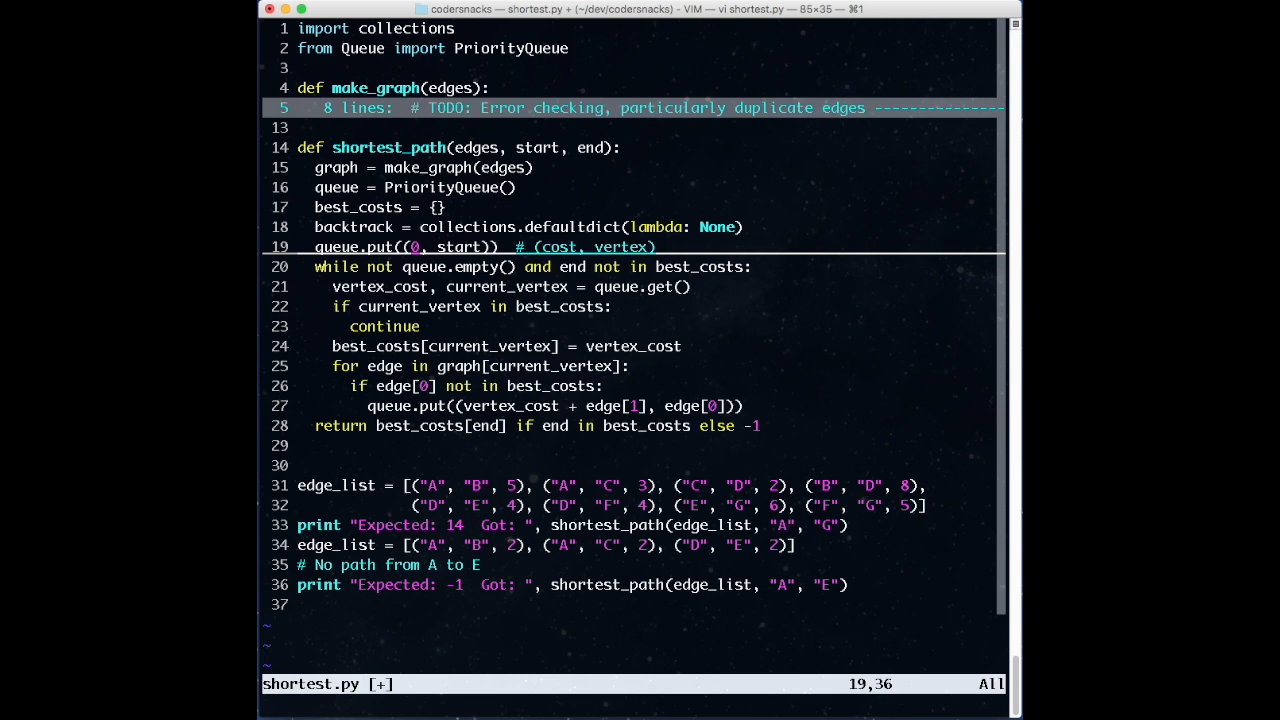 codersnacks — shortest.py + (~/dev/codersnacks) - VIM — vi shortest.py — 85×35 — ⌘1
1 import collections
2 from Queue import PriorityQueue
3
4 def make_graph(edges):
5 8 lines: # TODO: Error checking, particularly duplicate edges ---------------
13
14 def shortest_path(edges, start, end):
15 graph = make_graph(edges)
16 queue = PriorityQueue()
17 best_costs = {}
18 backtrack = collections.defaultdict(lambda: None)
19 queue.put((0, start)) # (cost, vertex)
20 while not queue.empty() and end not in best_costs:
21 vertex_cost, current_vertex = queue.get()
22 if current_vertex in best_costs:
23 continue
24 best_costs[current_vertex] = vertex_cost
25 for edge in graph[current_vertex]:
26 if edge[0] not in best_costs:
27 queue.put((vertex_cost + edge[1], edge[0]))
28 return best_costs[end] if end in best_costs else -1
29
30
31 edge_list = [("A", "B", 5), ("A", "C", 3), ("C", "D", 2), ("B", "D", 8),
32 ("D", "E", 4), ("D", "F", 4), ("E", "G", 6), ("F", "G", 5)]
33 print "Expected: 14 Got: ", shortest_path(edge_list, "A", "G")
34 edge_list = [("A", "B", 2), ("A", "C", 2), ("D", "E", 2)]
35 # No path from A to E
36 print "Expected: -1 Got: ", shortest_path(edge_list, "A", "E")
37
~
~
~
shortest.py [+] 19,36 All